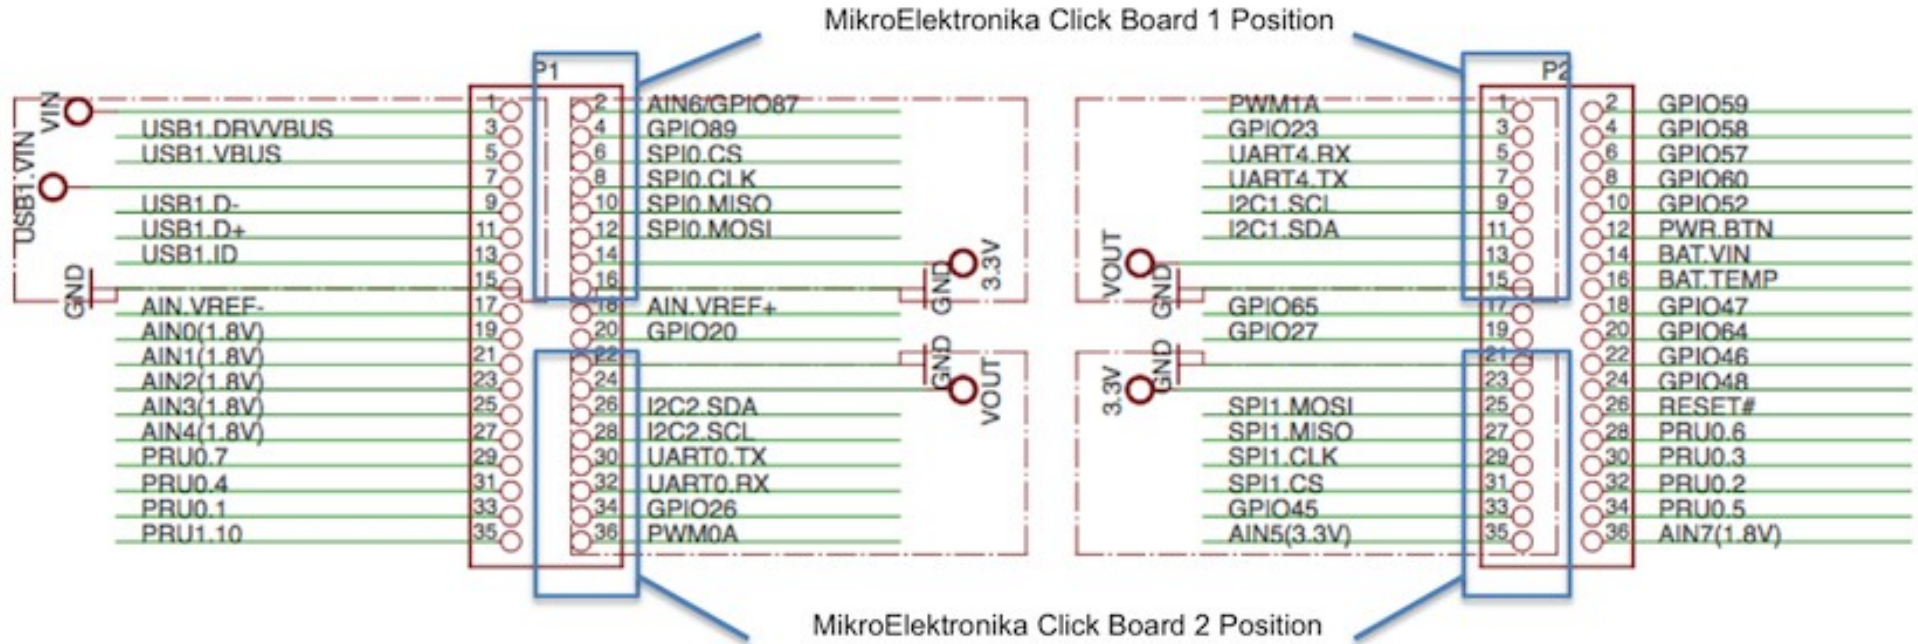 MikroElektronika Click Board 1 Position
P1
P2
VIN
USB1.VIN
GND
1 2 AIN6/GPIO87
USB1.DRVVBUS 3 4 GPIO89
USB1.VBUS 5 6 SPI0.CS
7 8 SPI0.CLK
USB1.D- 9 10 SPI0.MISO
USB1.D+ 11 12 SPI0.MOSI
USB1.ID 13 14
15 16
AIN.VREF- 17 18 AIN.VREF+
AIN0(1.8V) 19 20 GPIO20
AIN1(1.8V) 21 22
AIN2(1.8V) 23 24
AIN3(1.8V) 25 26 I2C2.SDA
AIN4(1.8V) 27 28 I2C2.SCL
PRU0.7 29 30 UART0.TX
PRU0.4 31 32 UART0.RX
PRU0.1 33 34 GPIO26
PRU1.10 35 36 PWM0A
GND
3.3V
GND
VOUT
VOUT
GND
3.3V
GND
PWM1A 1 2 GPIO59
GPIO23 3 4 GPIO58
UART4.RX 5 6 GPIO57
UART4.TX 7 8 GPIO60
I2C1.SCL 9 10 GPIO52
I2C1.SDA 11 12 PWR.BTN
13 14 BAT.VIN
15 16 BAT.TEMP
GPIO65 17 18 GPIO47
GPIO27 19 20 GPIO64
21 22 GPIO46
23 24 GPIO48
SPI1.MOSI 25 26 RESET#
SPI1.MISO 27 28 PRU0.6
SPI1.CLK 29 30 PRU0.3
SPI1.CS 31 32 PRU0.2
GPIO45 33 34 PRU0.5
AIN5(3.3V) 35 36 AIN7(1.8V)
MikroElektronika Click Board 2 Position